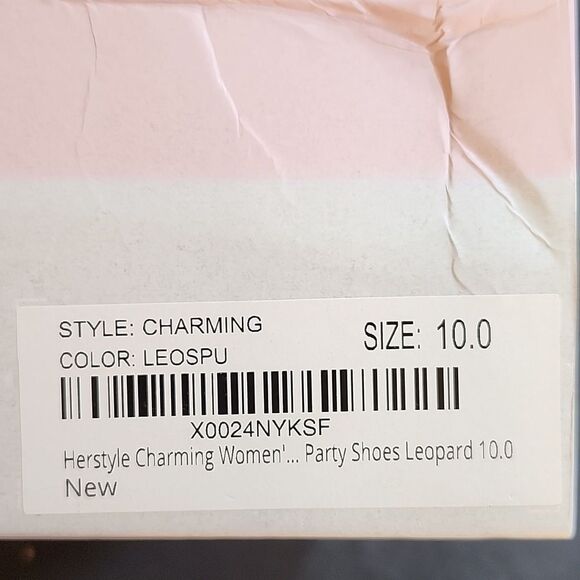 STYLE: CHARMING
SIZE: 10.0
COLOR: LEOSPU
X0024NYKSF
Herstyle Charming Women'... Party Shoes Leopard 10.0
New